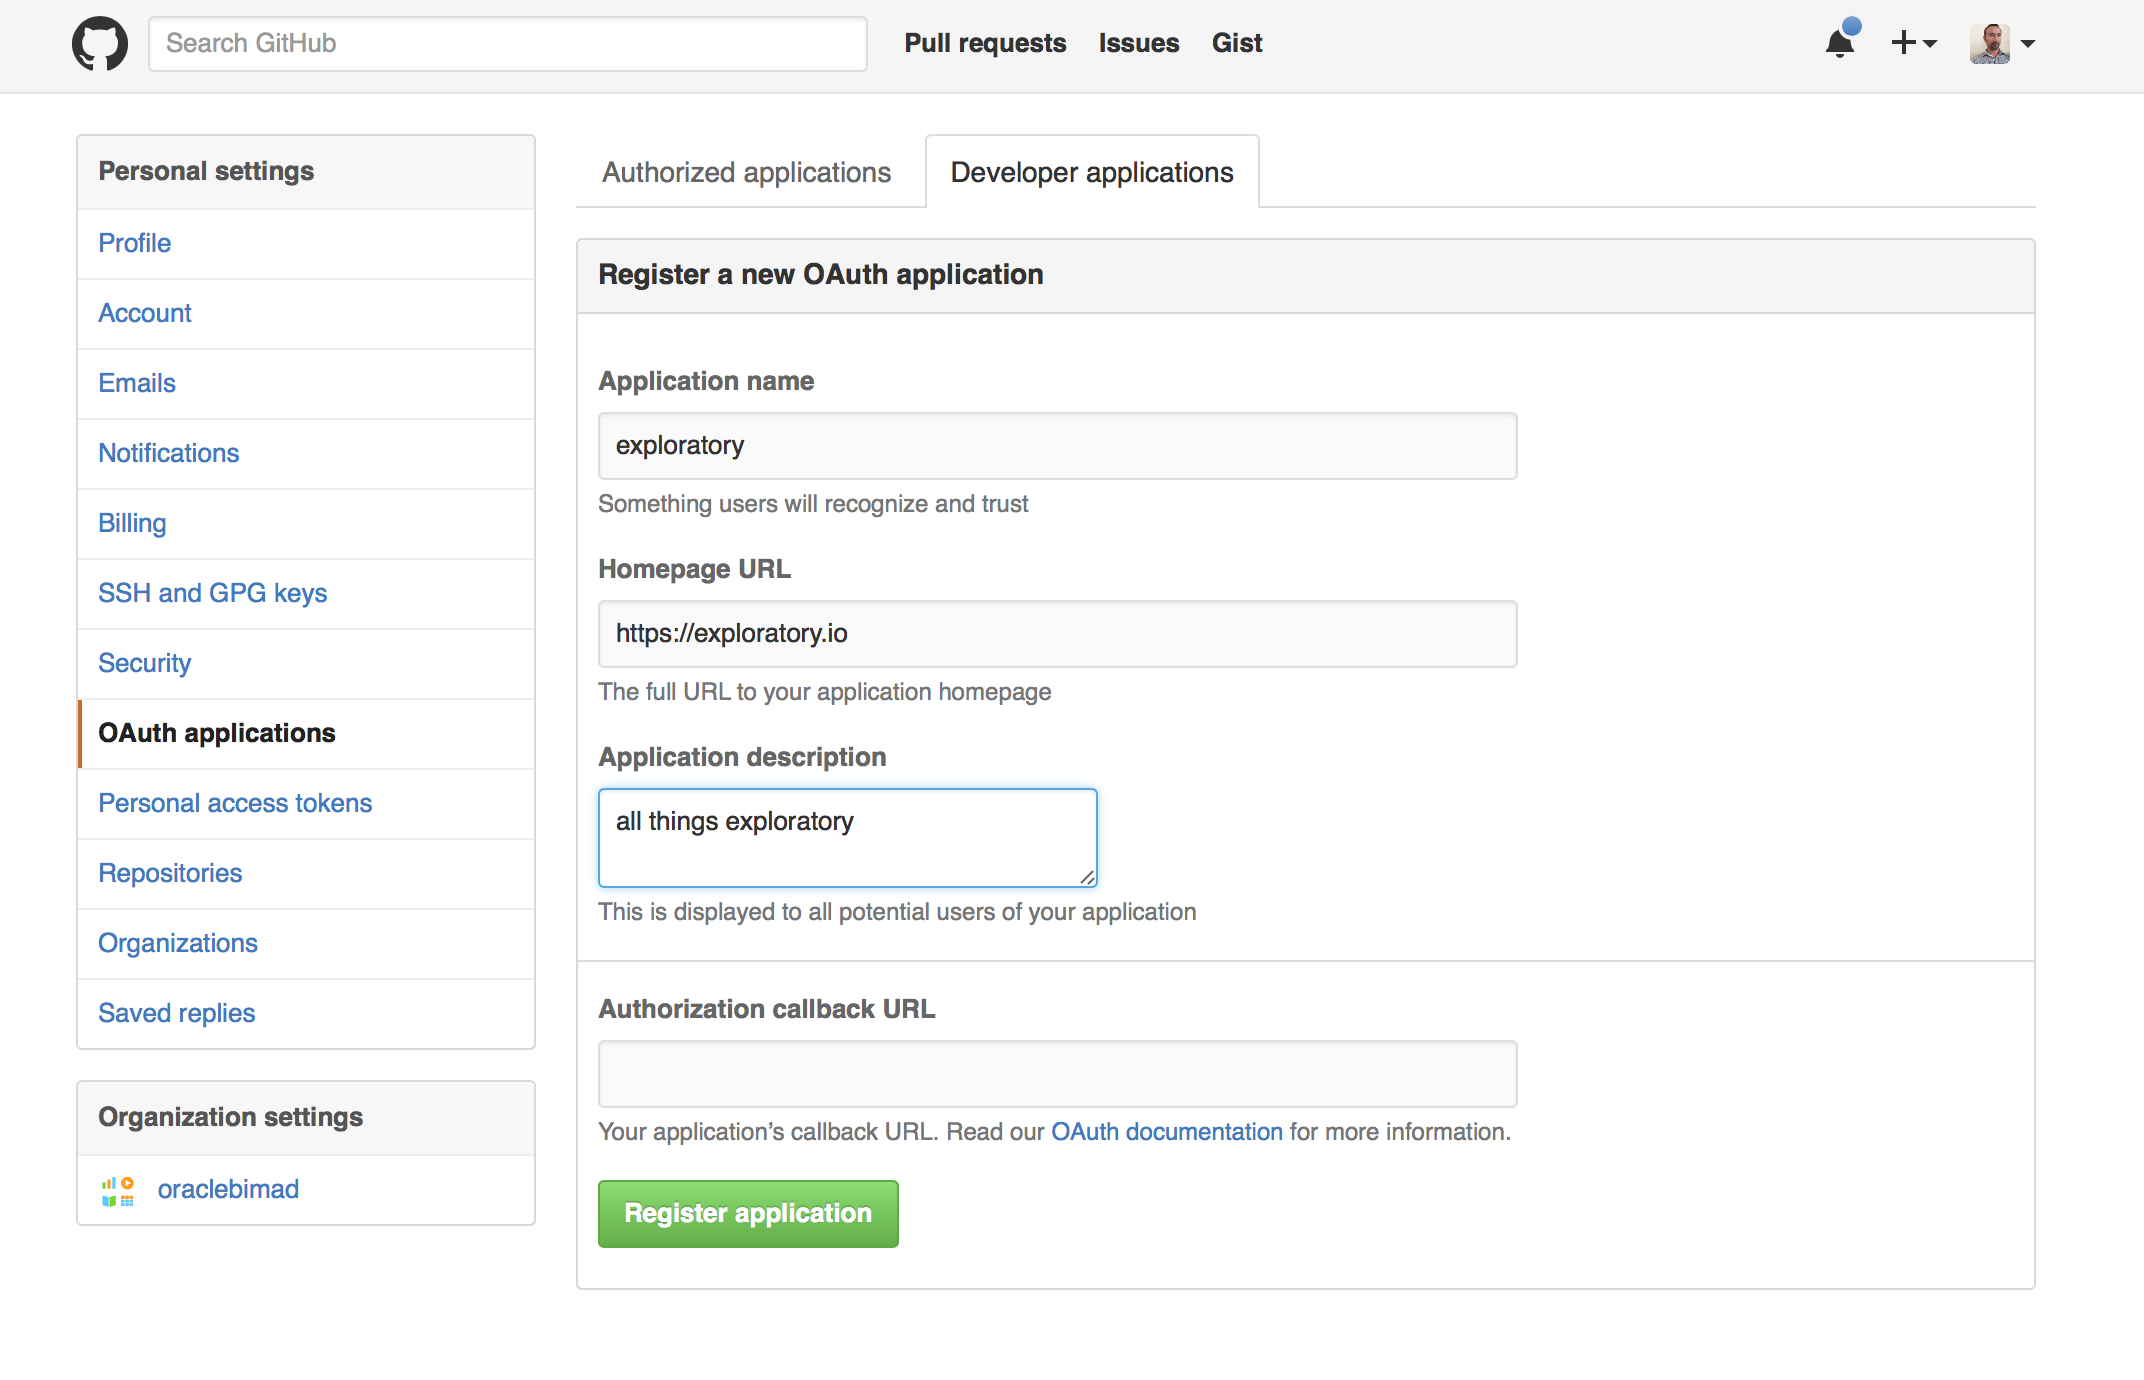 Search GitHub
Pull requests
Issues
Gist
Personal settings
Profile
Account
Emails
Notifications
Billing
SSH and GPG keys
Security
OAuth applications
Personal access tokens
Repositories
Organizations
Saved replies
Organization settings
oraclebimad
Authorized applications
Developer applications
Register a new OAuth application
Application name
exploratory
Something users will recognize and trust
Homepage URL
https://exploratory.io
The full URL to your application homepage
Application description
all things exploratory
This is displayed to all potential users of your application
Authorization callback URL
Your application’s callback URL. Read our OAuth documentation for more information.
Register application